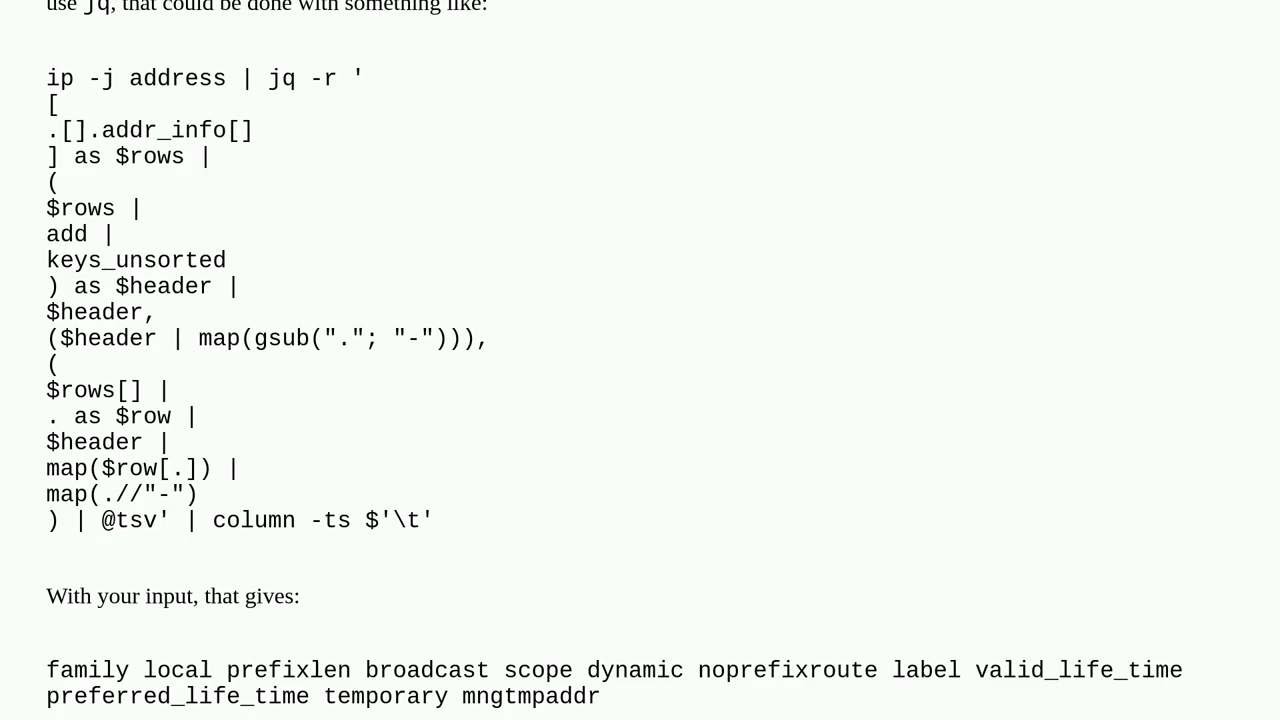 use jq, that could be done with something like:
ip -j address | jq -r '
[
.[].addr_info[]
] as $rows |
(
$rows |
add |
keys_unsorted
) as $header |
$header,
($header | map(gsub("."; "-"))),
(
$rows[] |
. as $row |
$header |
map($row[.]) |
map(.//"-")
) | @tsv' | column -ts $'\t'
With your input, that gives:
family local prefixlen broadcast scope dynamic noprefixroute label valid_life_time
preferred_life_time temporary mngtmpaddr